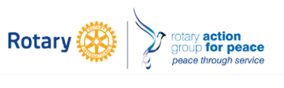 Rotary
rotary action
group for peace
peace through service